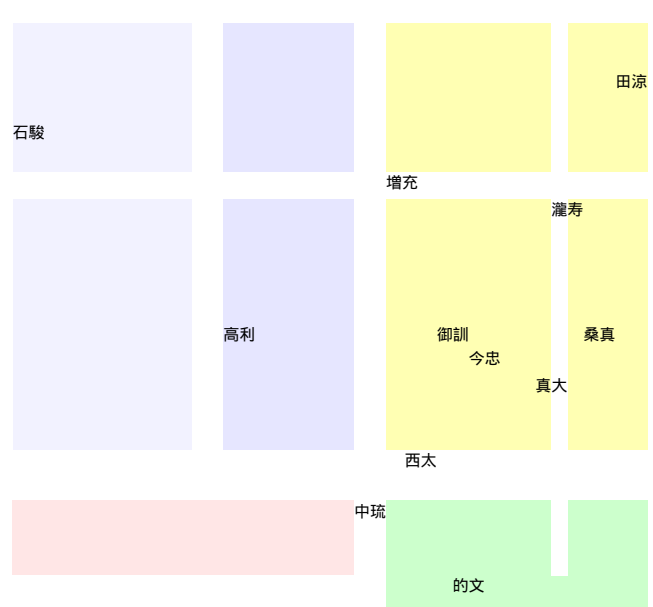 田涼
石駿
増充
瀧寿
高利
御訓
桑真
今忠
真大
西太
中琉
的文